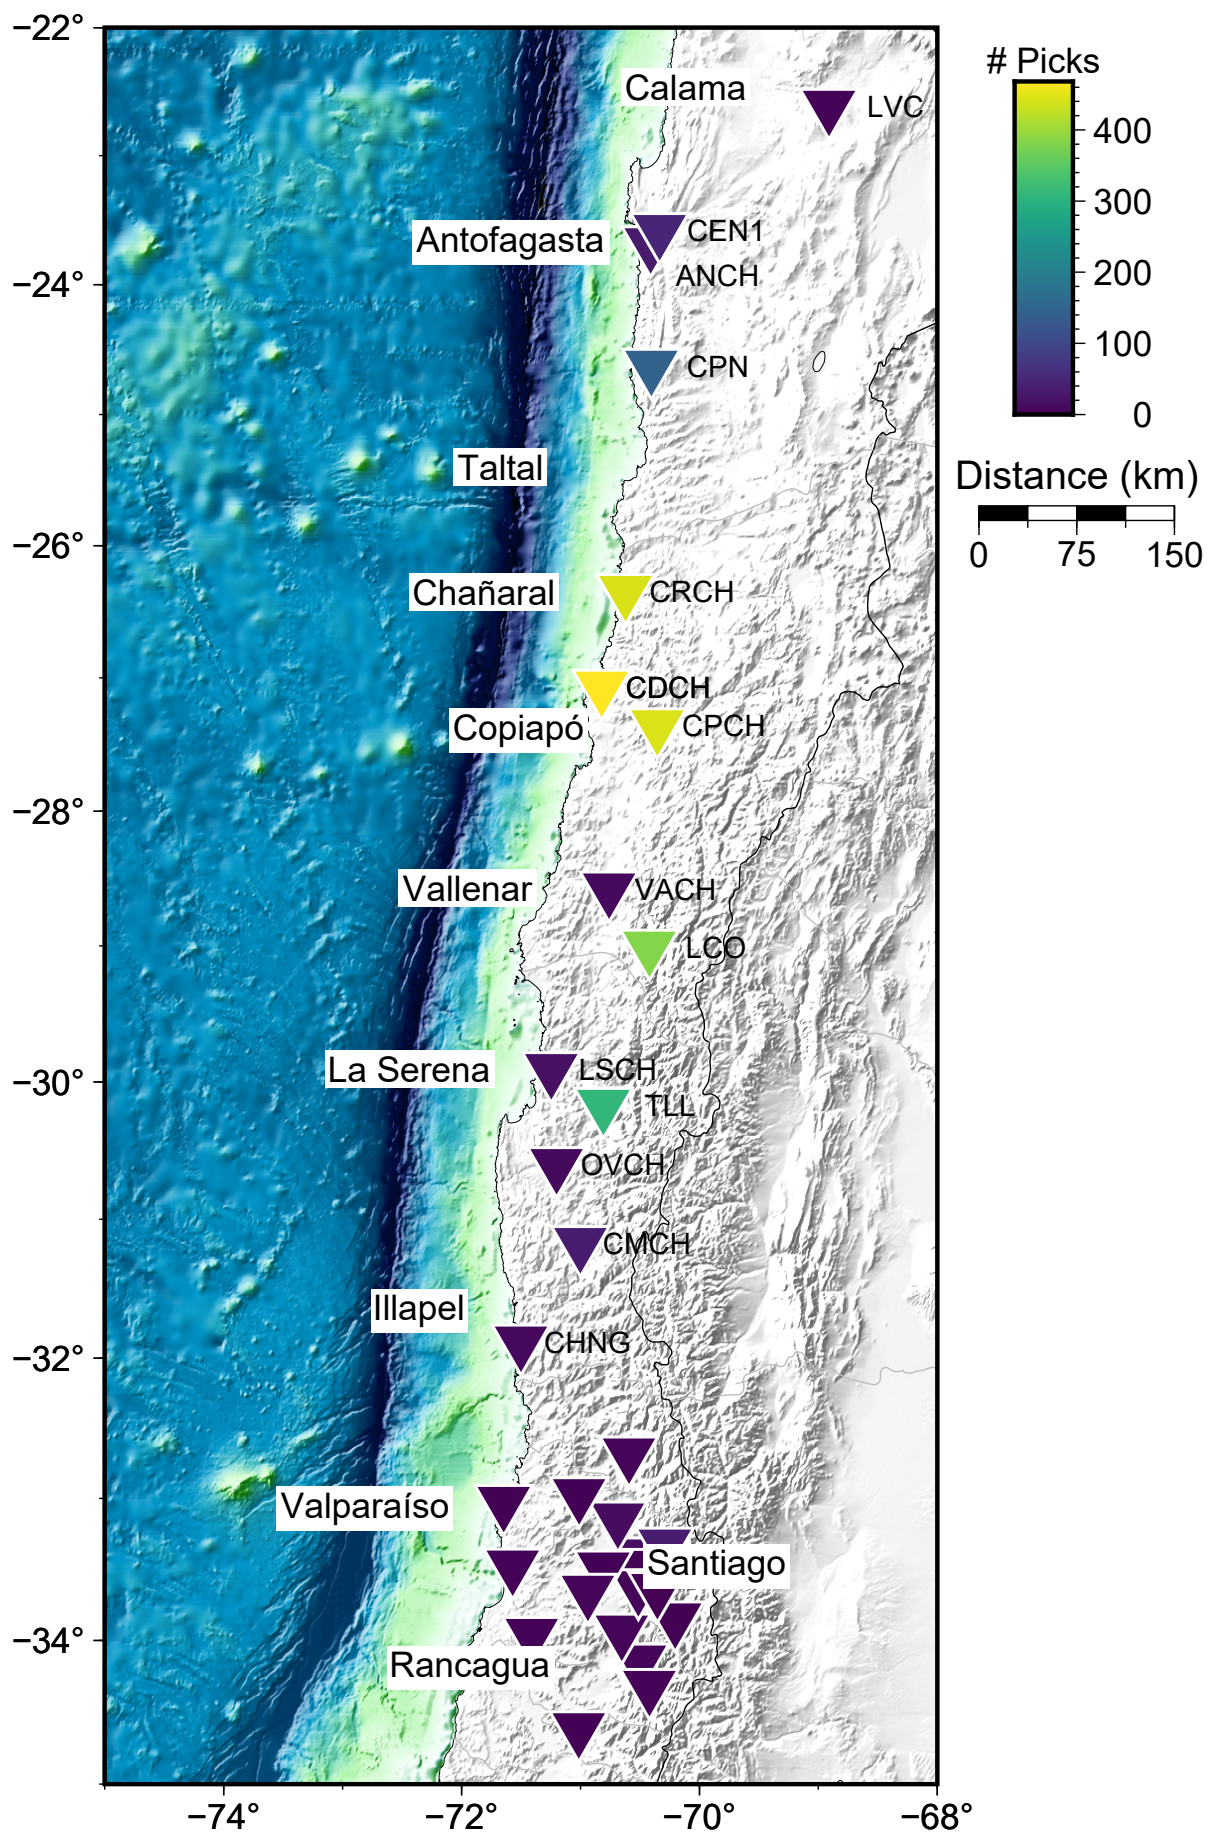 −22°
# Picks
Calama
LVC
400
300
200
100
0
Antofagasta
CEN1
ANCH
−24°
CPN
Taltal
Distance (km)
0 75 150
−26°
Chañaral
CRCH
CDCH
Copiapó
CPCH
−28°
Vallenar
VACH
LCO
La Serena
LSCH
−30°
TLL
OVCH
CMCH
Illapel
CHNG
−32°
Valparaíso
Santiago
−34°
Rancagua
−74° −72° −70° −68°